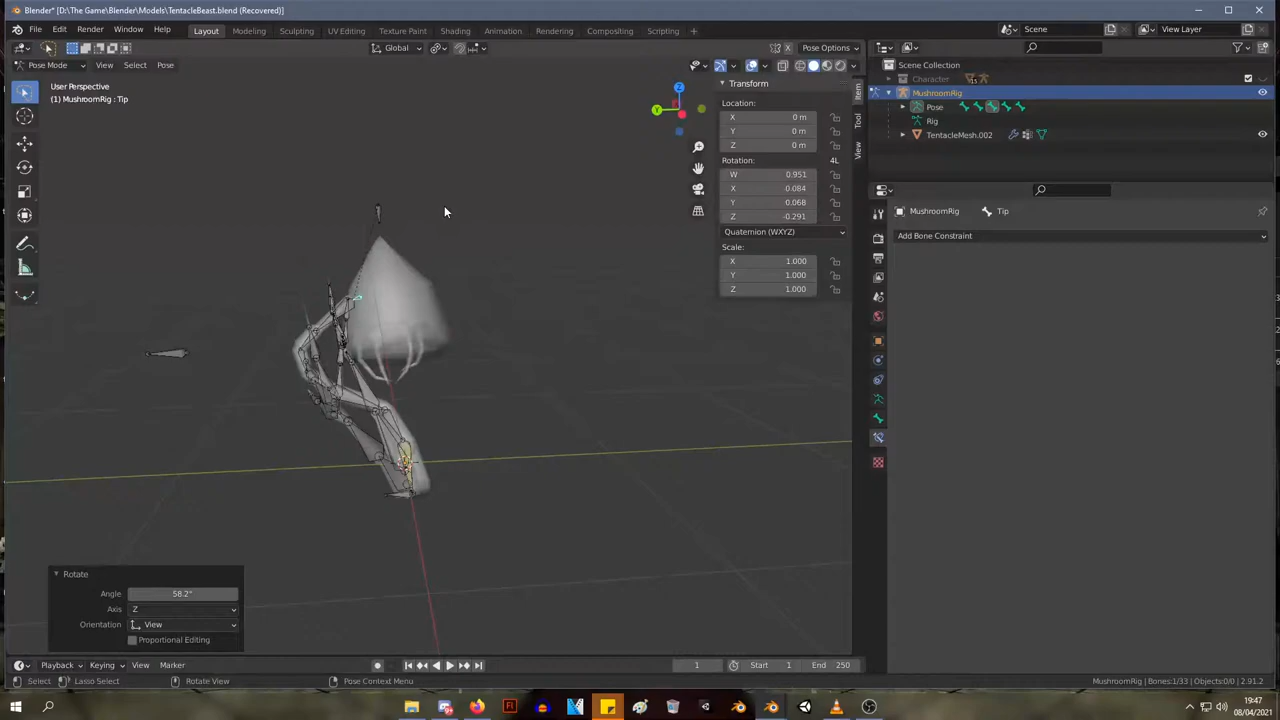 Blender* [D:\The Game\Blender\Models\TentacleBeast.blend (Recovered)]
File Edit Render Window Help Layout Modeling Sculpting UV Editing Texture Paint Shading Animation Rendering Compositing Scripting + Scene View Layer
Global Pose Options
Pose Mode View Select Pose
User Perspective
(1) MushroomRig : Tip
Z
Y
Transform
Location:
X 0 m
Y 0 m
Z 0 m
Rotation: 4L
W 0.951
X 0.084
Y 0.068
Z -0.291
Quaternion (WXYZ)
Scale:
X 1.000
Y 1.000
Z 1.000
Item
Tool
View
Scene Collection
Character 15
MushroomRig
Pose
Rig
TentacleMesh.002
MushroomRig Tip
Add Bone Constraint
Rotate
Angle 58.2°
Axis Z
Orientation View
Proportional Editing
Playback Keying View Marker 1 Start 1 End 250
Select Lasso Select Rotate View Pose Context Menu MushroomRig | Bones:1/33 | Objects:0/0 | 2.91.2
19:47
08/04/2021